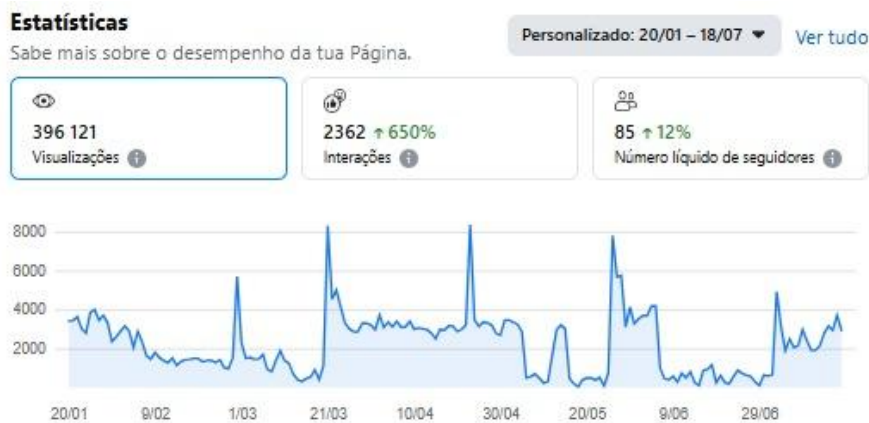 Estatísticas
Sabe mais sobre o desempenho da tua Página.
Personalizado: 20/01 – 18/07
Ver tudo
396 121
Visualizações
2362 ↑ 650%
Interações
85 ↑ 12%
Número líquido de seguidores
8000
6000
4000
2000
20/01 9/02 1/03 21/03 10/04 30/04 20/05 9/06 29/06